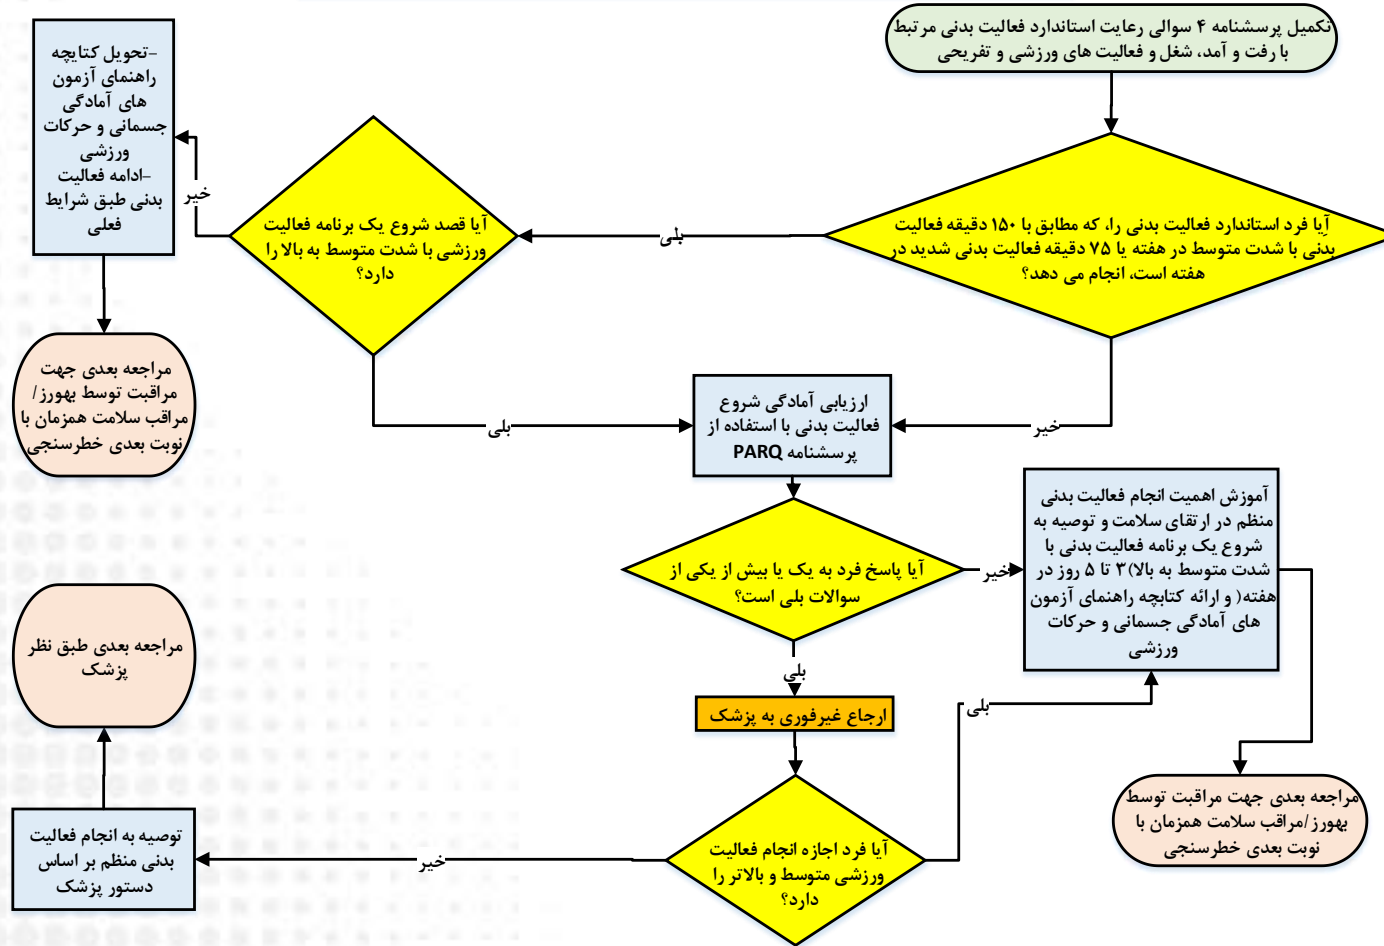 تکمیل پرسشنامه ۴ سوالی رعایت استاندارد فعالیت بدنی مرتبط
با رفت و آمد، شغل و فعالیت های ورزشی و تفریحی
آیا فرد استاندارد فعالیت بدنی را، که مطابق با ۱۵۰ دقیقه فعالیت
بدنی با شدت متوسط در هفته یا ۷۵ دقیقه فعالیت بدنی شدید در
هفته است، انجام می دهد؟
بلی
خیر
آیا قصد شروع یک برنامه فعالیت
ورزشی با شدت متوسط به بالا را
دارد؟
خیر
بلی
-تحویل کتابچه
راهنمای آزمون
های آمادگی
جسمانی و حرکات
ورزشی
-ادامه فعالیت
بدنی طبق شرایط
فعلی
مراجعه بعدی جهت
مراقبت توسط بهورز/
مراقب سلامت همزمان با
نوبت بعدی خطرسنجی
ارزیابی آمادگی شروع
فعالیت بدنی با استفاده از
پرسشنامه PARQ
آیا پاسخ فرد به یک یا بیش از یکی از
سوالات بلی است؟
خیر
بلی
آموزش اهمیت انجام فعالیت بدنی
منظم در ارتقای سلامت و توصیه به
شروع یک برنامه فعالیت بدنی با
شدت متوسط به بالا)۳ تا ۵ روز در
هفته( و ارائه کتابچه راهنمای آزمون
های آمادگی جسمانی و حرکات
ورزشی
ارجاع غیرفوری به پزشک
آیا فرد اجازه انجام فعالیت
ورزشی متوسط و بالاتر را
دارد؟
بلی
خیر
مراجعه بعدی جهت مراقبت توسط
بهورز/مراقب سلامت همزمان با
نوبت بعدی خطرسنجی
توصیه به انجام فعالیت
بدنی منظم بر اساس
دستور پزشک
مراجعه بعدی طبق نظر
پزشک